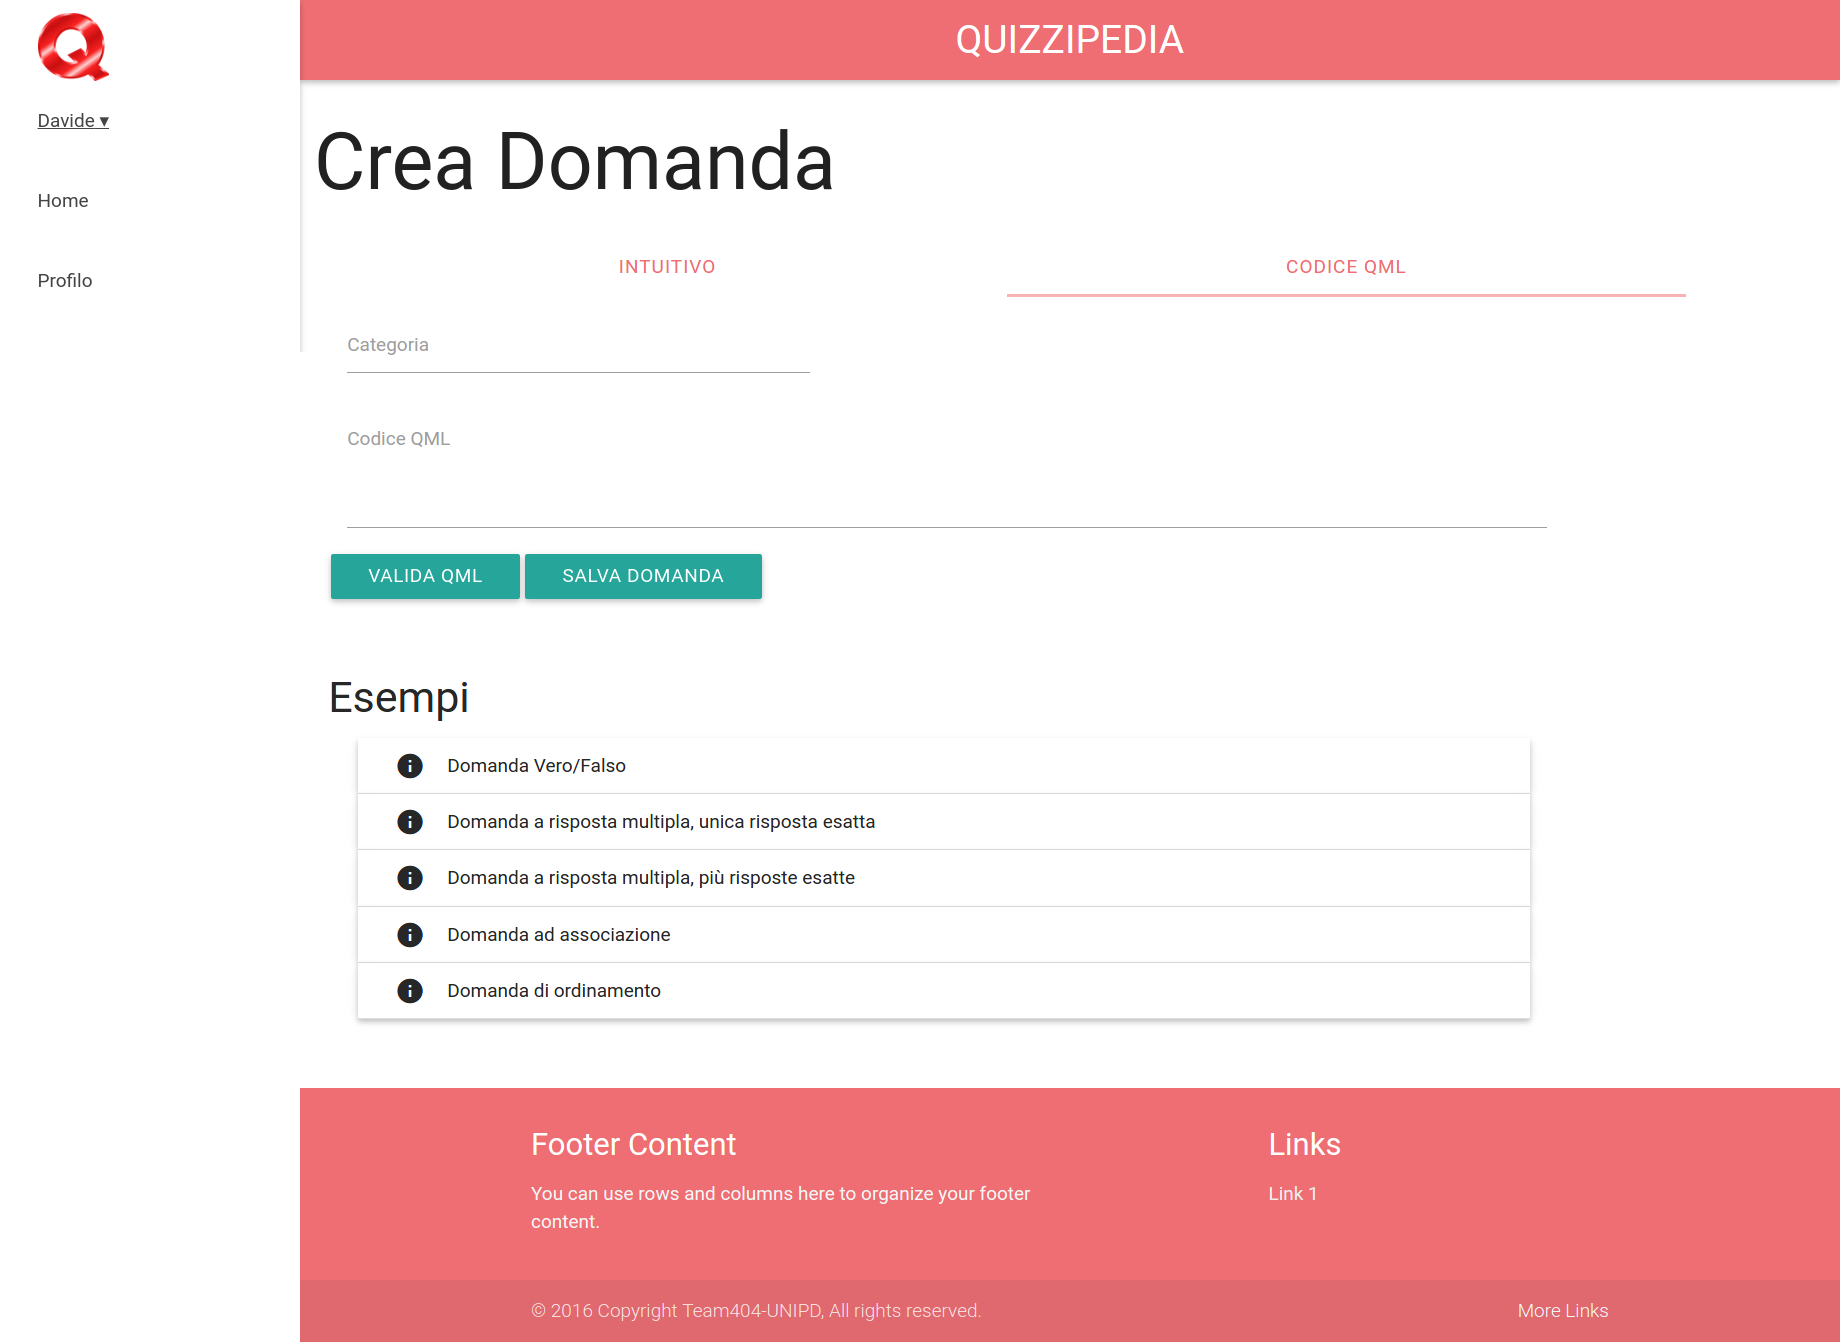 Q
Davide ▾
Home
Profilo
QUIZZIPEDIA
Crea Domanda
INTUITIVO
CODICE QML
Categoria
Codice QML
VALIDA QML
SALVA DOMANDA
Esempi
Domanda Vero/Falso
Domanda a risposta multipla, unica risposta esatta
Domanda a risposta multipla, più risposte esatte
Domanda ad associazione
Domanda di ordinamento
Footer Content
You can use rows and columns here to organize your footer
content.
Links
Link 1
© 2016 Copyright Team404-UNIPD, All rights reserved.
More Links